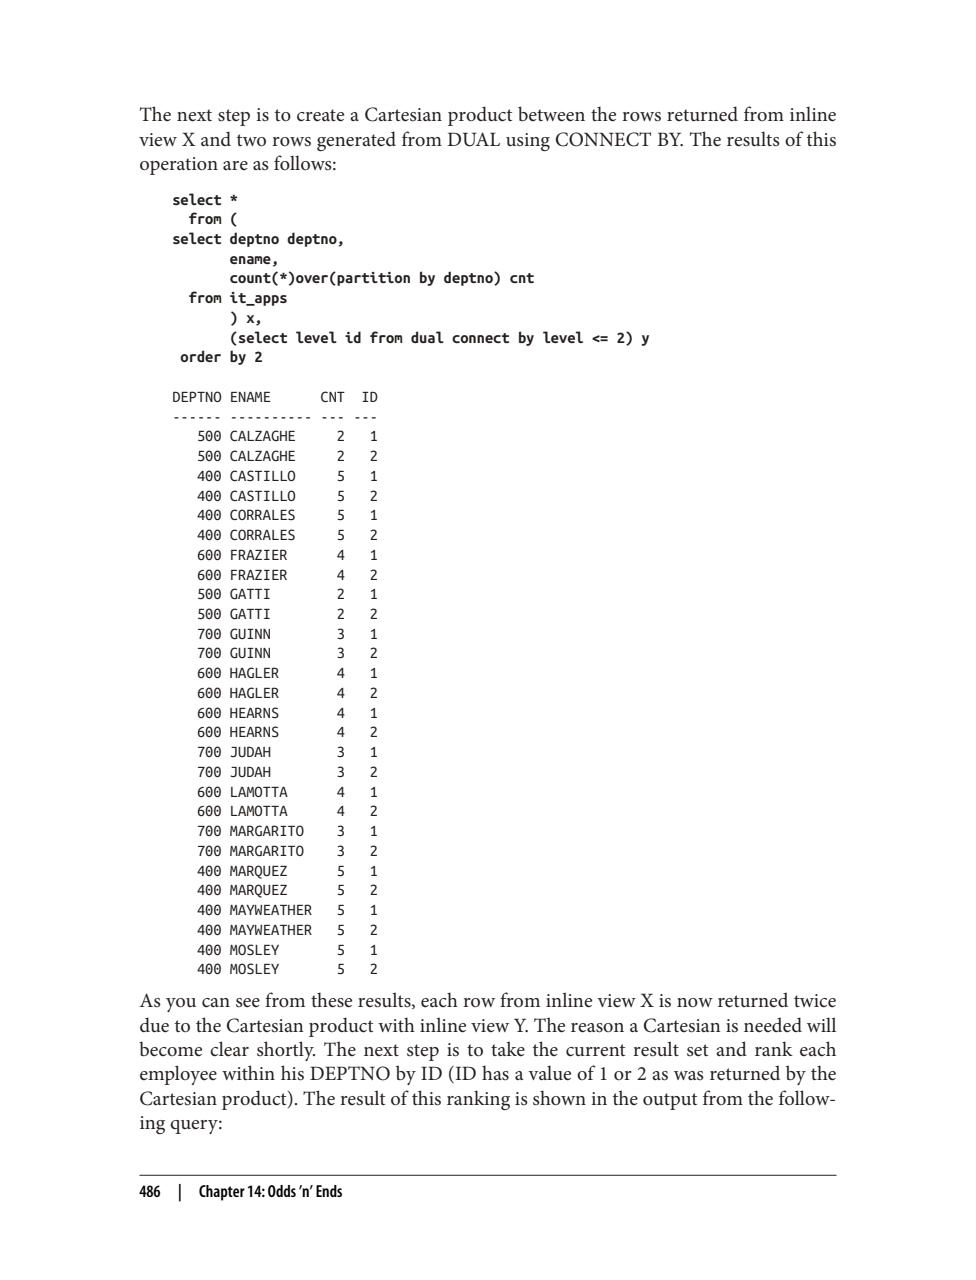 The next step is to create a Cartesian product between the rows returned from inline
view X and two rows generated from DUAL using CONNECT BY. The results of this
operation are as follows:
select *
  from (
select deptno deptno,
       ename,
       count(*)over(partition by deptno) cnt
  from it_apps
       ) x,
       (select level id from dual connect by level <= 2) y
 order by 2
DEPTNO ENAME      CNT  ID
------ ---------- --- ---
   500 CALZAGHE     2   1
   500 CALZAGHE     2   2
   400 CASTILLO     5   1
   400 CASTILLO     5   2
   400 CORRALES     5   1
   400 CORRALES     5   2
   600 FRAZIER      4   1
   600 FRAZIER      4   2
   500 GATTI        2   1
   500 GATTI        2   2
   700 GUINN        3   1
   700 GUINN        3   2
   600 HAGLER       4   1
   600 HAGLER       4   2
   600 HEARNS       4   1
   600 HEARNS       4   2
   700 JUDAH        3   1
   700 JUDAH        3   2
   600 LAMOTTA      4   1
   600 LAMOTTA      4   2
   700 MARGARITO    3   1
   700 MARGARITO    3   2
   400 MARQUEZ      5   1
   400 MARQUEZ      5   2
   400 MAYWEATHER   5   1
   400 MAYWEATHER   5   2
   400 MOSLEY       5   1
   400 MOSLEY       5   2
As you can see from these results, each row from inline view X is now returned twice
due to the Cartesian product with inline view Y. The reason a Cartesian is needed will
become clear shortly. The next step is to take the current result set and rank each
employee within his DEPTNO by ID (ID has a value of 1 or 2 as was returned by the
Cartesian product). The result of this ranking is shown in the output from the follow-
ing query:
486 | Chapter 14: Odds ’n’ Ends